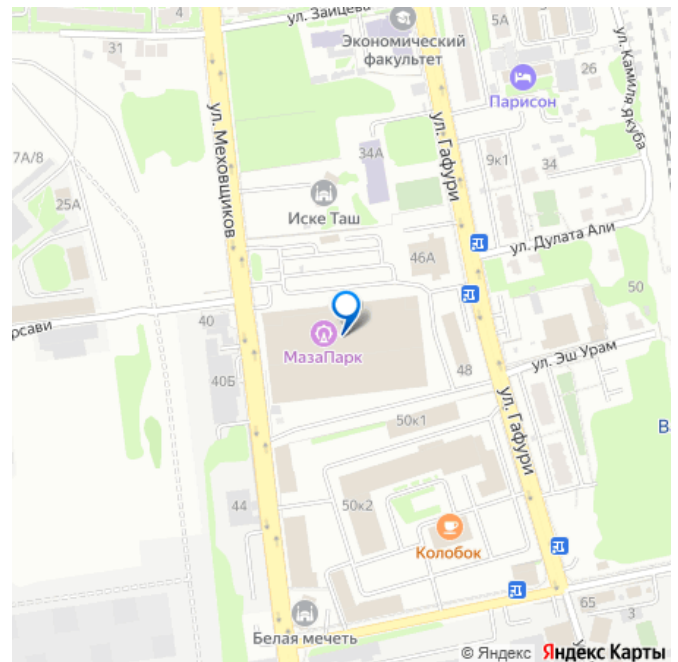 4
ул. Зайцева
31
Экономический
факультет
5А
26
ул. Камиля Якуба
Парисон
ул. Меховщиков
ул. Гафури
7А/8
34А
9к1
34
25А
Иске Таш
ул. Дулата Али
46А
50
рсави
40
МазаПарк
ул. Эш Урам
48
40Б
50к1
ул. Гафури
В
50к2
44
Колобок
65
3
Белая мечеть
© Яндекс Яндекс Карты